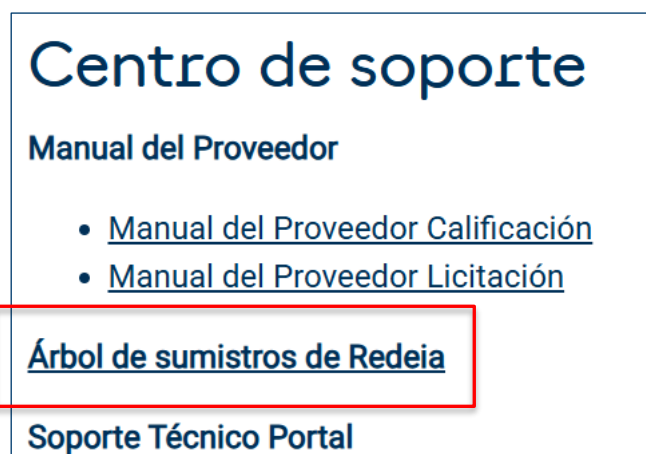 Centro de soporte
Manual del Proveedor
• Manual del Proveedor Calificación
• Manual del Proveedor Licitación
Árbol de sumistros de Redeia
Soporte Técnico Portal